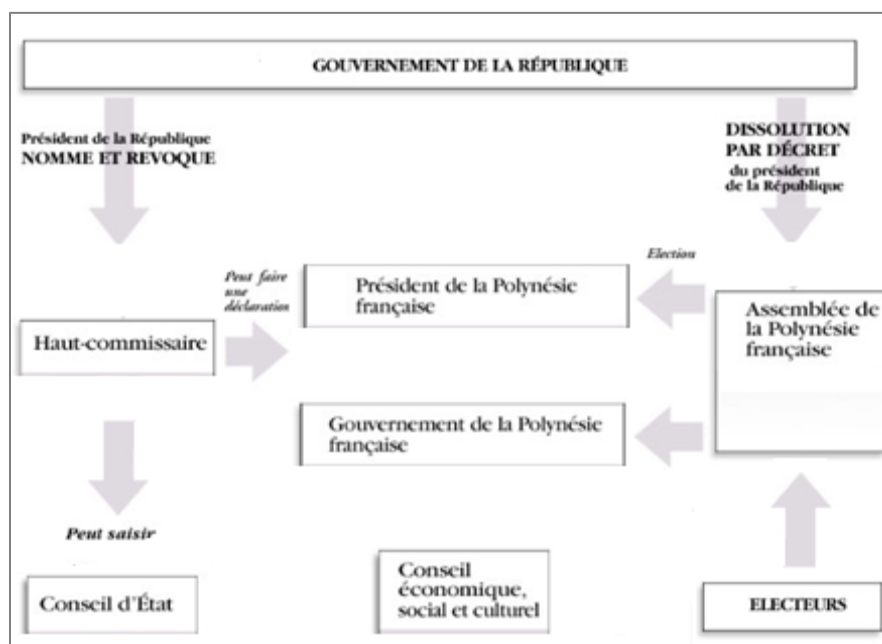 GOUVERNEMENT DE LA RÉPUBLIQUE
Président de la République
NOMME ET REVOQUE
DISSOLUTION
PAR DÉCRET
du président
de la République
Peut faire
une
déclaration
Election
Président de la Polynésie
française
Haut-commissaire
Assemblée de
la Polynésie
française
Gouvernement de la Polynésie
française
Peut saisir
Conseil d'État
Conseil
économique,
social et culturel
ELECTEURS